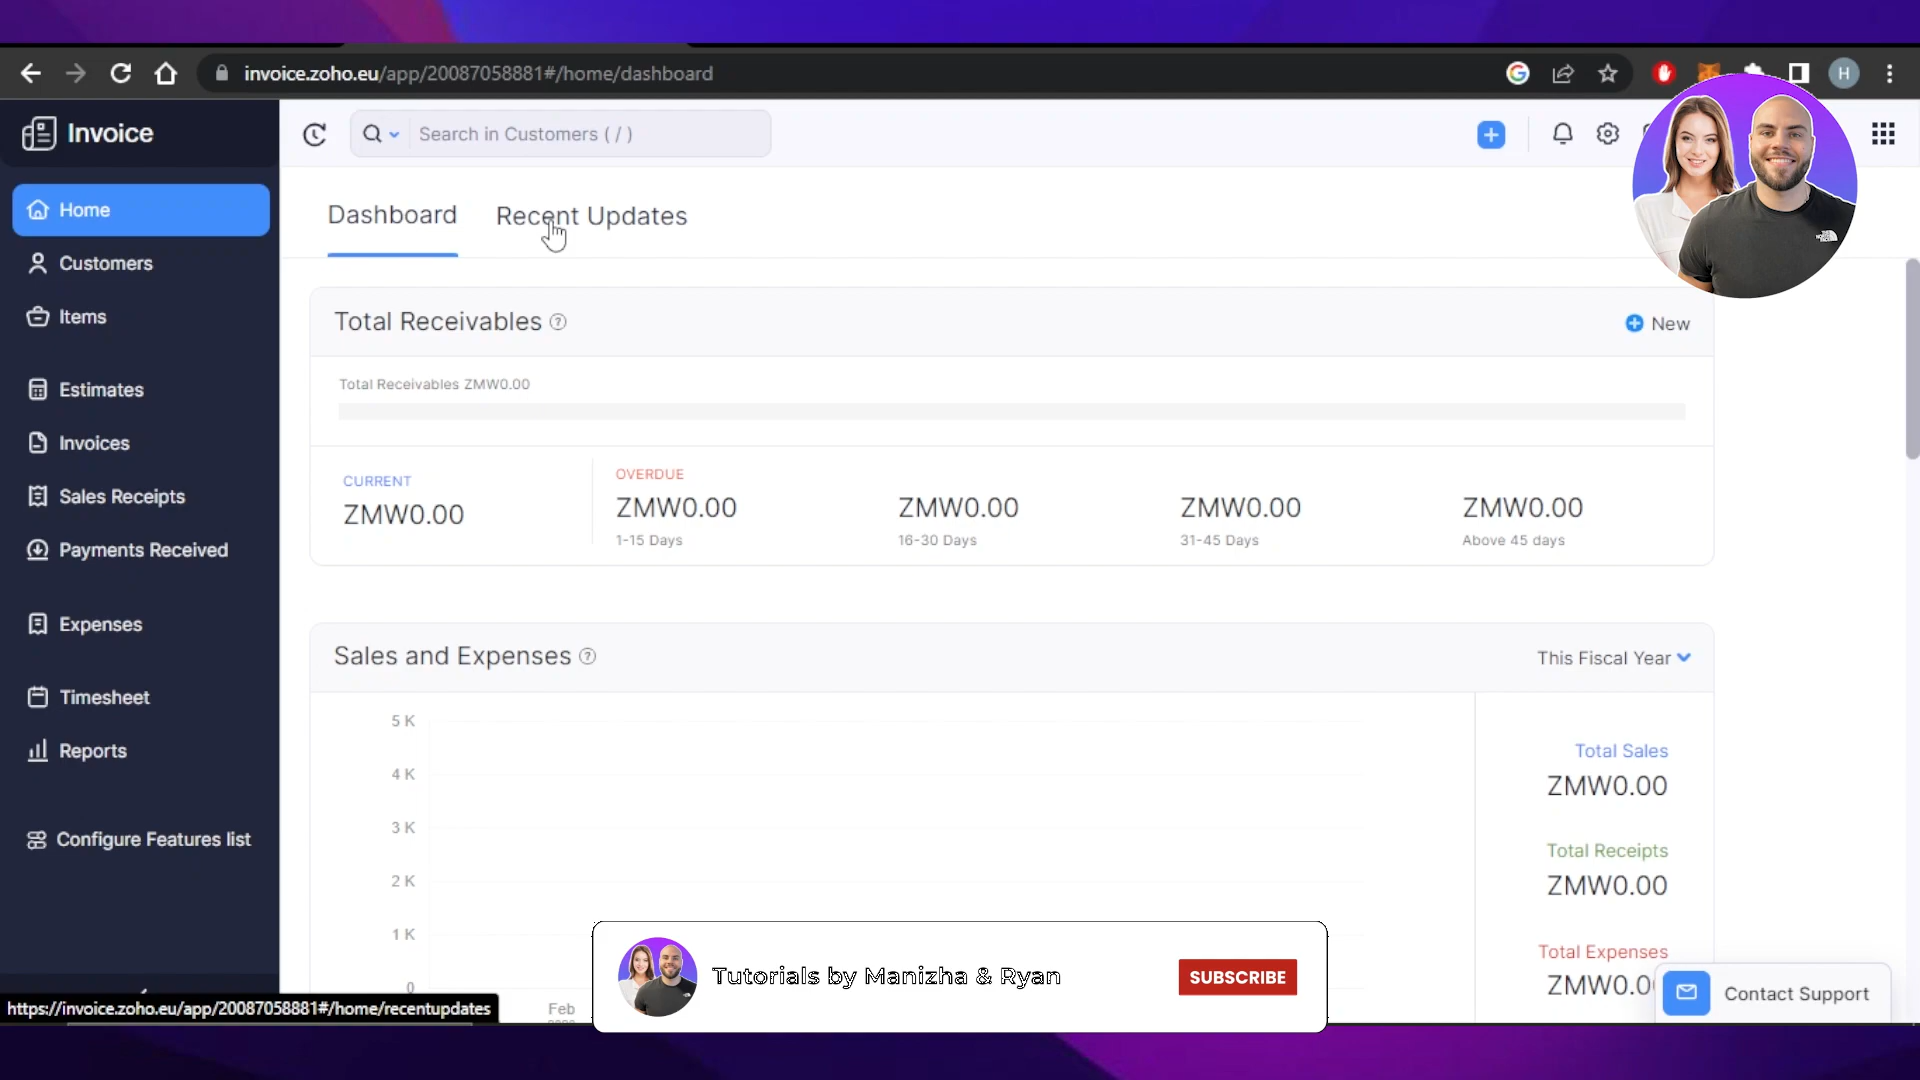 invoice.zoho.eu/app/20087058881#/home/dashboard
H
Invoice
Search in Customers ( / )
Home
Customers
Items
Estimates
Invoices
Sales Receipts
Payments Received
Expenses
Timesheet
Reports
Configure Features list
Dashboard
Recent Updates
Total Receivables ?
New
Total Receivables ZMW0.00
CURRENT
ZMW0.00
OVERDUE
ZMW0.00
1-15 Days
ZMW0.00
16-30 Days
ZMW0.00
31-45 Days
ZMW0.00
Above 45 days
Sales and Expenses ?
This Fiscal Year
5 K
4 K
3 K
2 K
1 K
0
Feb
Total Sales
ZMW0.00
Total Receipts
ZMW0.00
Total Expenses
ZMW0.0
Contact Support
Tutorials by Manizha & Ryan
SUBSCRIBE
https://invoice.zoho.eu/app/20087058881#/home/recentupdates